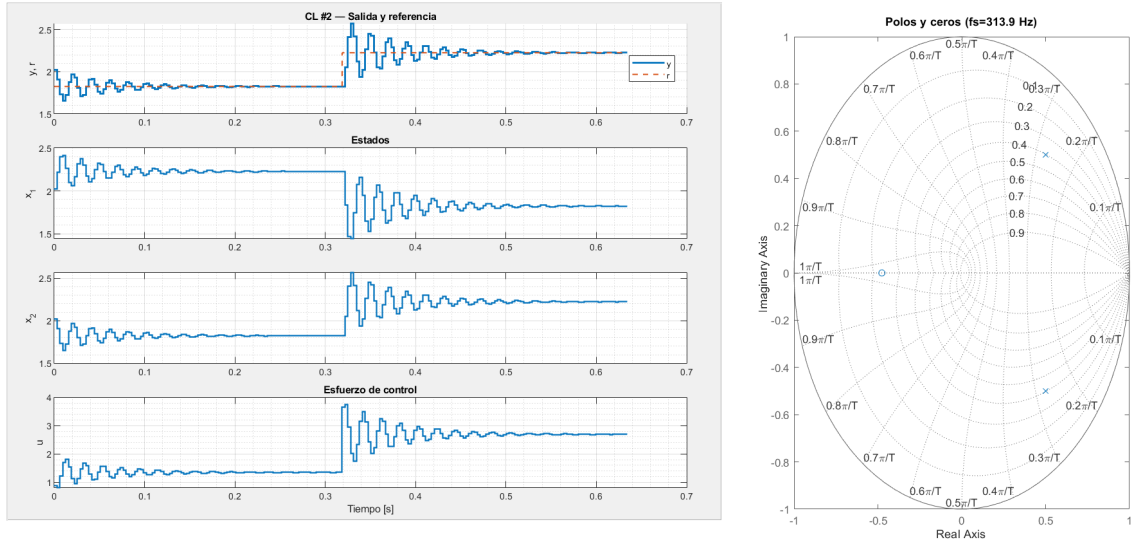 CL #2 — Salida y referencia
y, r
2.5
2
1.5
0
0.1
0.2
0.3
0.4
0.5
0.6
0.7
y
r
Estados
x1
2.5
2
1.5
0
0.1
0.2
0.3
0.4
0.5
0.6
0.7
x2
2.5
2
1.5
0
0.1
0.2
0.3
0.4
0.5
0.6
0.7
Esfuerzo de control
u
4
3
2
1
0
0.1
0.2
0.3
0.4
0.5
0.6
0.7
Tiempo [s]
Polos y ceros (fs=313.9 Hz)
Imaginary Axis
1
0.8
0.6
0.4
0.2
0
-0.2
-0.4
-0.6
-0.8
-1
0.5π/T
0.6π/T
0.4π/T
0.7π/T
0.1
0.3π/T
0.2
0.3
0.8π/T
0.4
0.2π/T
0.5
0.6
0.7
0.9π/T
0.8
0.1π/T
0.9
1π/T
1π/T
0.9π/T
0.1π/T
0.8π/T
0.2π/T
0.7π/T
0.3π/T
0.6π/T
0.4π/T
0.5π/T
-1
-0.5
0
0.5
1
Real Axis